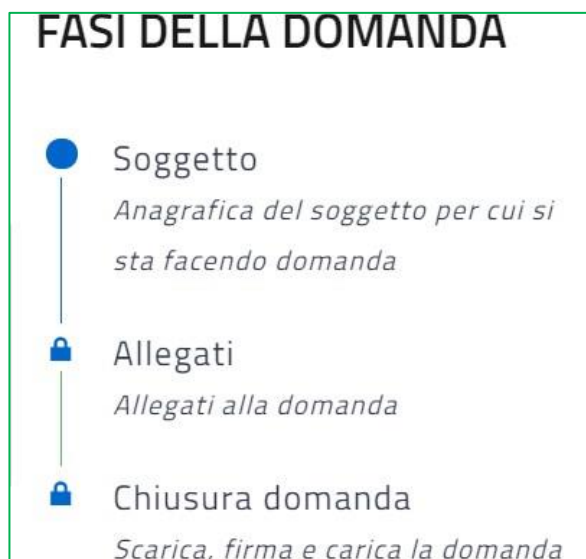 FASI DELLA DOMANDA
Soggetto
Anagrafica del soggetto per cui si
sta facendo domanda
Allegati
Allegati alla domanda
Chiusura domanda
Scarica, firma e carica la domanda